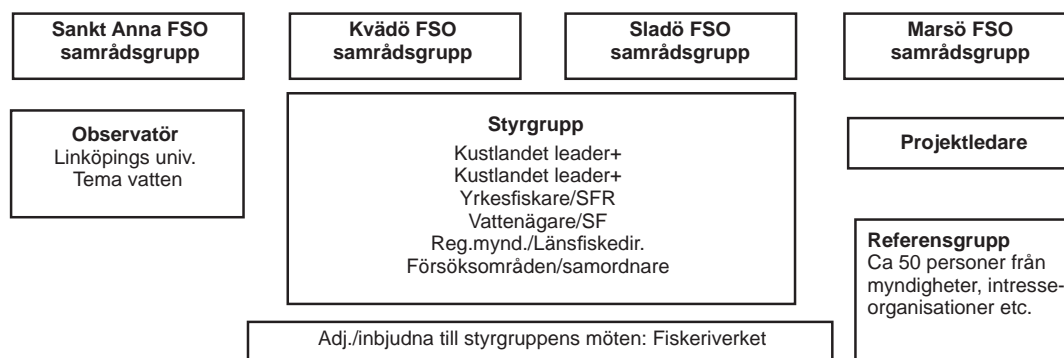 Sankt Anna FSO
samrådsgrupp
Kvädö FSO
samrådsgrupp
Sladö FSO
samrådsgrupp
Marsö FSO
samrådsgrupp
Observatör
Linköpings univ.
Tema vatten
Styrgrupp
Kustlandet leader+
Kustlandet leader+
Yrkesfiskare/SFR
Vattenägare/SF
Reg.mynd./Länsfiskedir.
Försöksområden/samordnare
Projektledare
Referensgrupp
Ca 50 personer från
myndigheter, intresse-
organisationer etc.
Adj./inbjudna till styrgruppens möten: Fiskeriverket